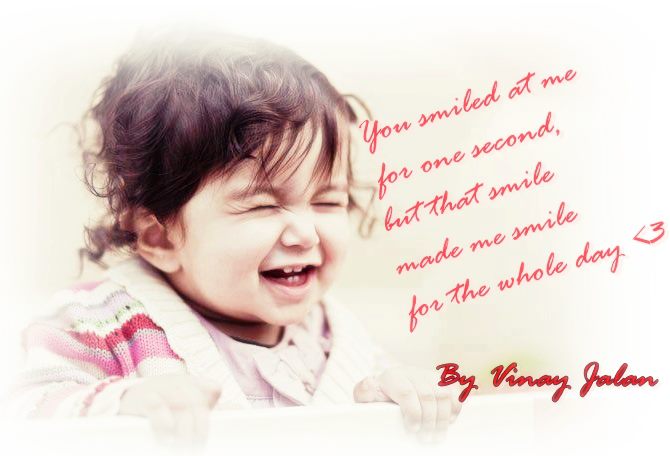 You smiled at me
for one second,
but that smile
made me smile
for the whole day <3
By Vinay Jalan